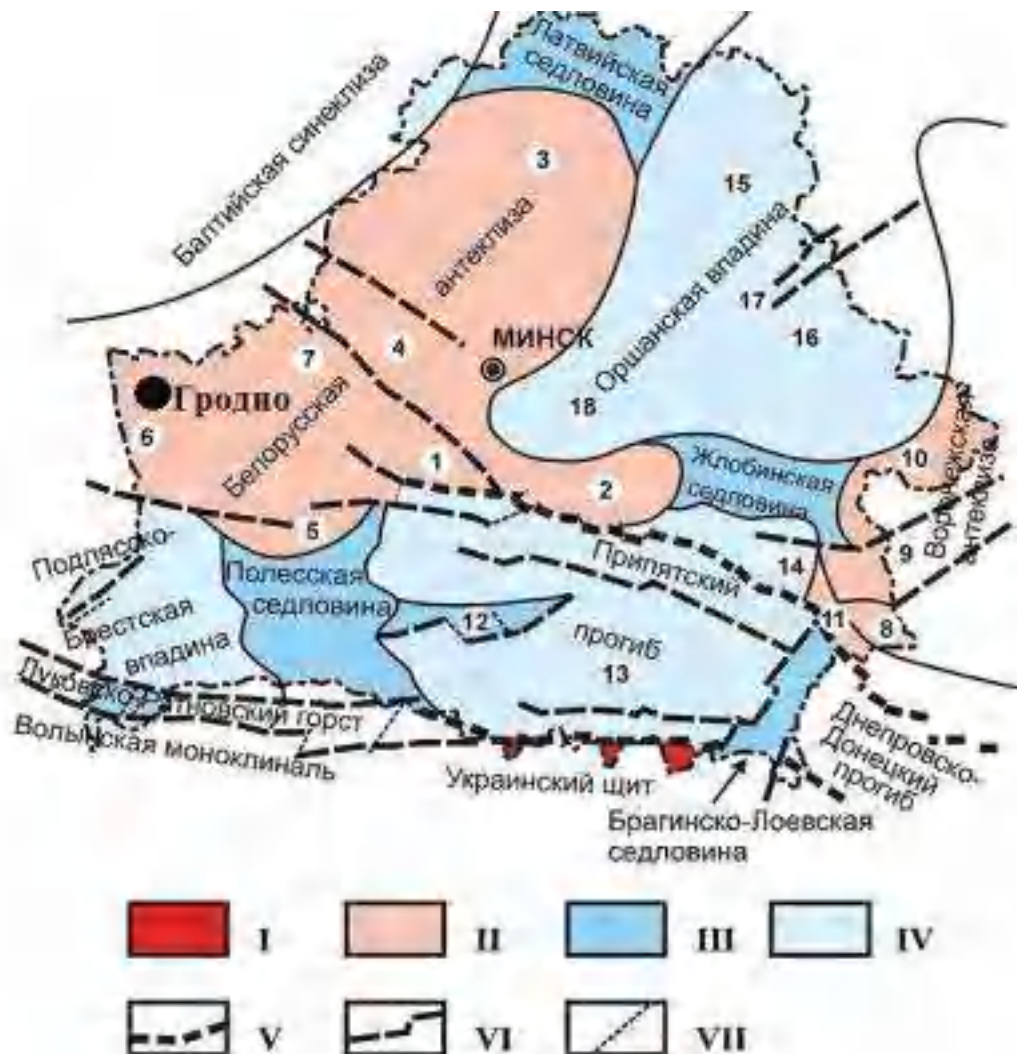 Латвийская
седловина
Балтийская синеклиза
3
15
антеклиза
Оршанская впадина
17
16
4
МИНСК
7
Гродно
18
6
Белорусская
1
2
Жлобинская
седловина
10
Воронежская
антеклиза
9
5
Подлясско-
Брестская
впадина
Полесская
седловина
Припятский
прогиб
14
12
11
8
13
горст
Волынская моноклиналь
Украинский щит
Днепровско-
Донецкий
прогиб
Брагинско-Лоевская
седловина
I
II
III
IV
V
VI
VII